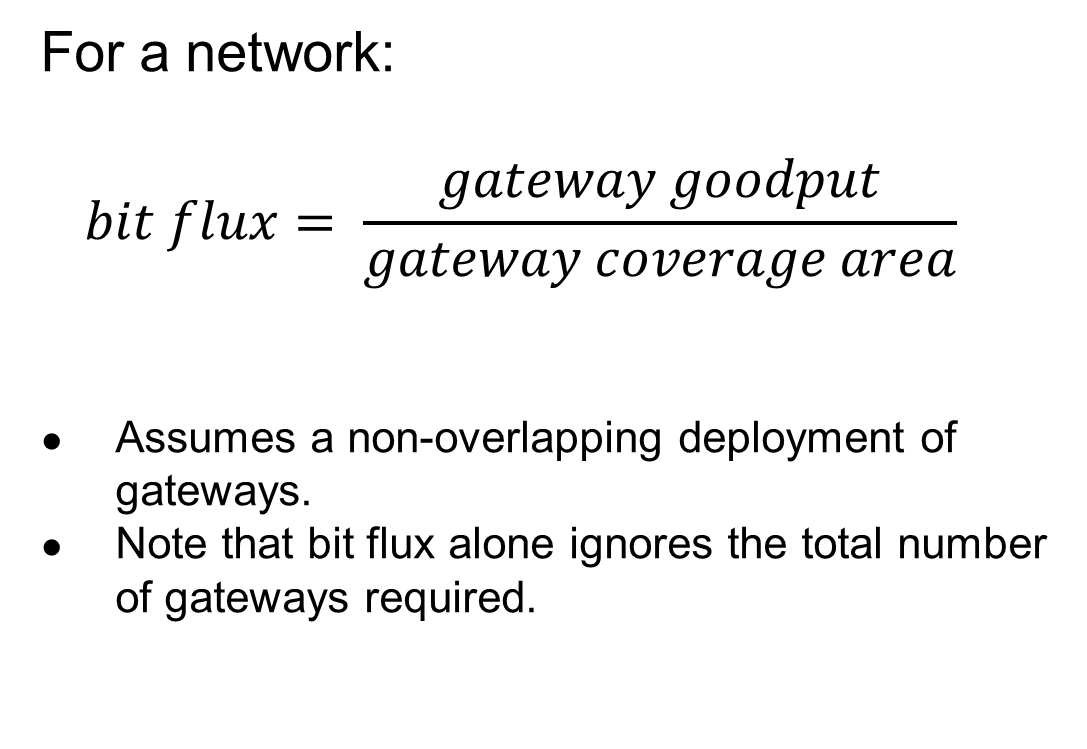 For a network:
bit flux = gateway goodput / gateway coverage area
• Assumes a non-overlapping deployment of
gateways.
• Note that bit flux alone ignores the total number
of gateways required.